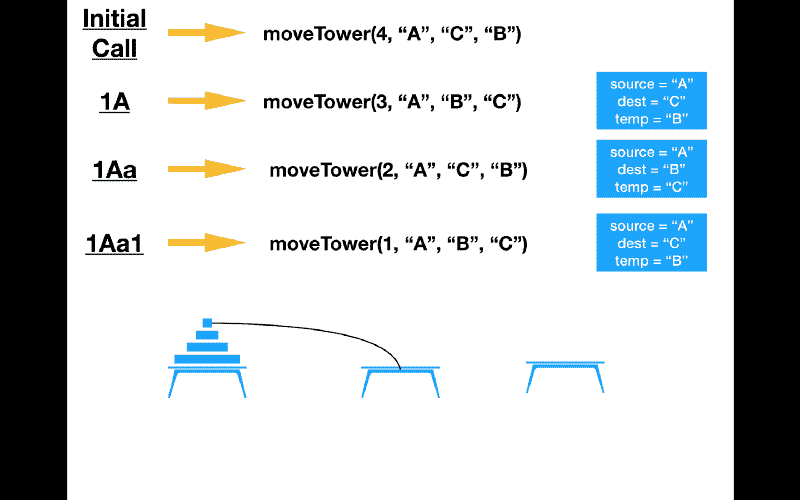 Initial
Call
moveTower(4, “A”, “C”, “B”)
1A
moveTower(3, “A”, “B”, “C”)
source = “A”
dest = “C”
temp = “B”
1Aa
moveTower(2, “A”, “C”, “B”)
source = “A”
dest = “B”
temp = “C”
1Aa1
moveTower(1, “A”, “B”, “C”)
source = “A”
dest = “C”
temp = “B”